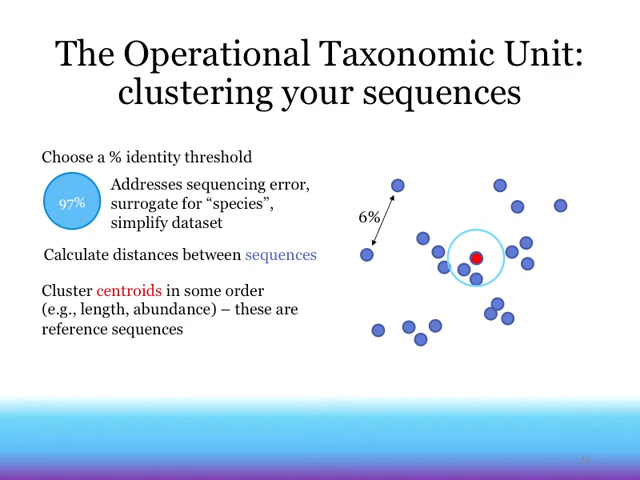 The Operational Taxonomic Unit:
clustering your sequences
Choose a % identity threshold
97%
Addresses sequencing error,
surrogate for “species”,
simplify dataset
Calculate distances between sequences
Cluster centroids in some order
(e.g., length, abundance) – these are
reference sequences
6%